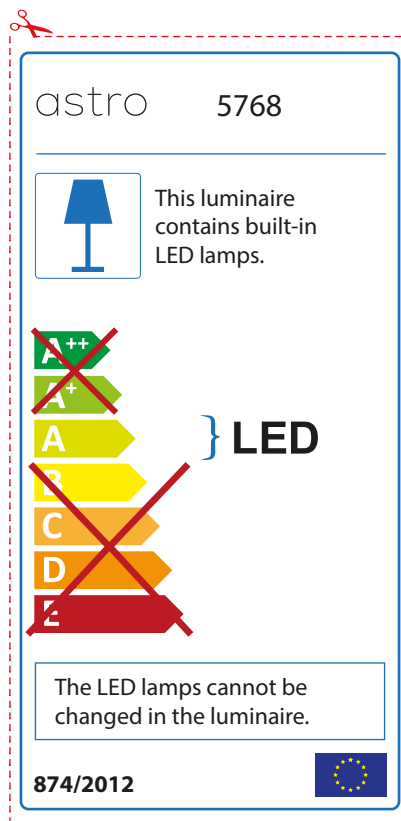 astro 5768
This luminaire
contains built-in
LED lamps.
A++
A+
A
} LED
B
C
D
E
The LED lamps cannot be
changed in the luminaire.
874/2012